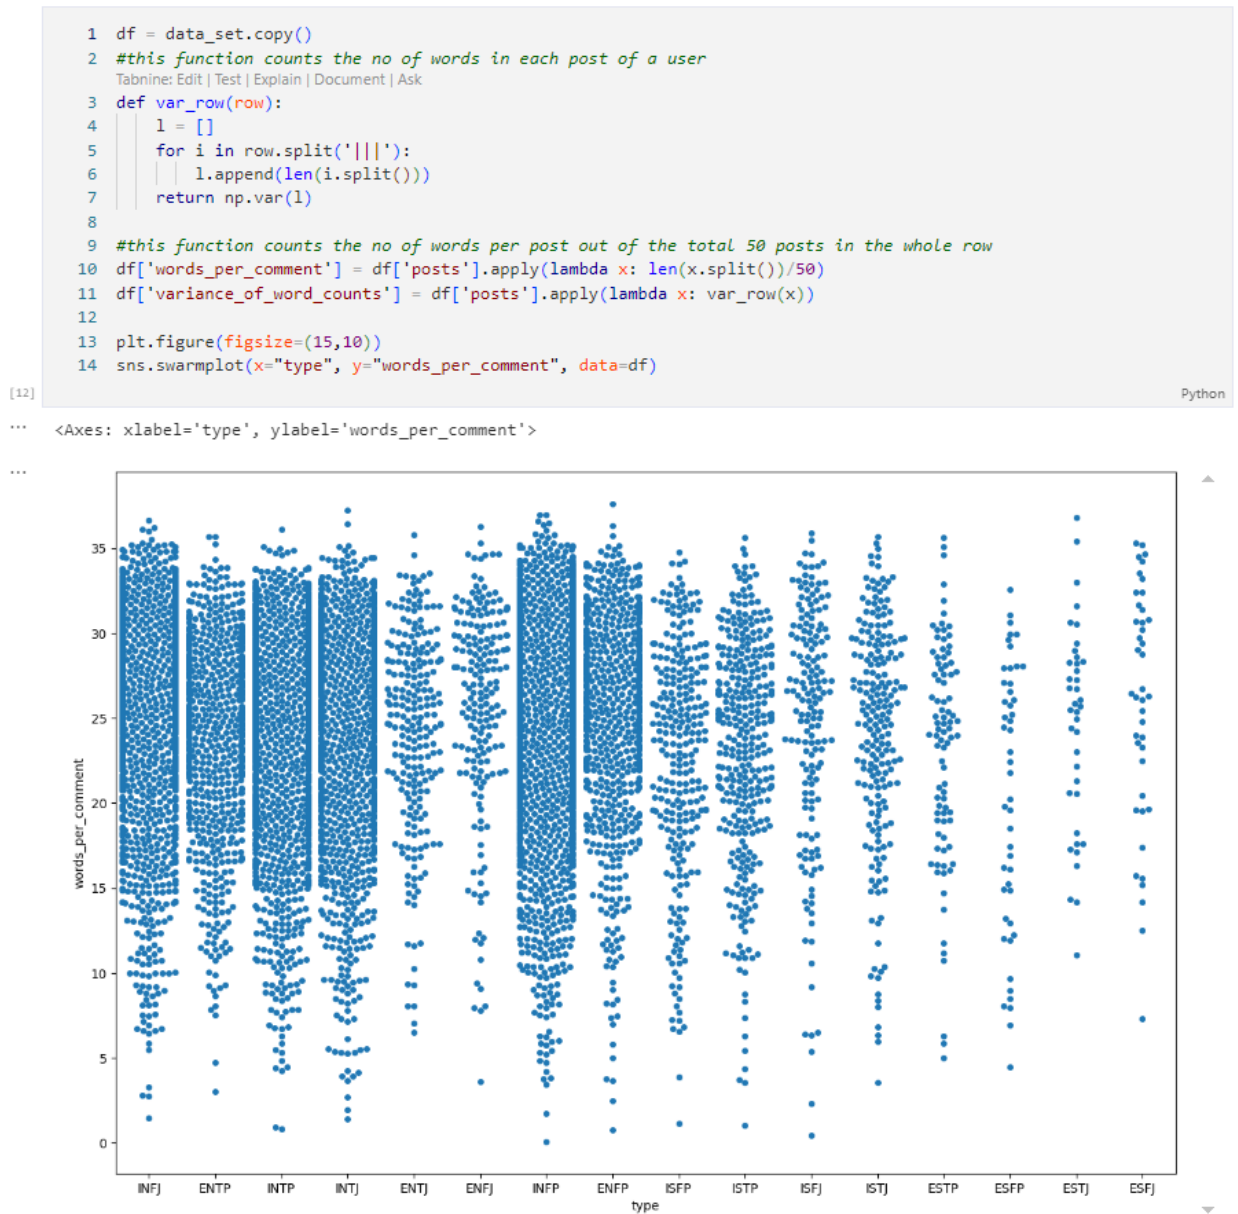 1 df = data_set.copy()
2 #this function counts the no of words in each post of a user
Tabnine: Edit | Test | Explain | Document | Ask
3 def var_row(row):
4 l = []
5 for i in row.split('|||'):
6 l.append(len(i.split()))
7 return np.var(l)
8
9 #this function counts the no of words per post out of the total 50 posts in the whole row
10 df['words_per_comment'] = df['posts'].apply(lambda x: len(x.split())/50)
11 df['variance_of_word_counts'] = df['posts'].apply(lambda x: var_row(x))
12
13 plt.figure(figsize=(15,10))
14 sns.swarmplot(x="type", y="words_per_comment", data=df)
[12]
Python
... <Axes: xlabel='type', ylabel='words_per_comment'>
...
35
30
25
20
15
10
5
0
words_per_comment
INFJ ENTP INTP INTJ ENTJ ENFJ INFP ENFP ISFP ISTP ISFJ ISTJ ESTP ESFP ESTJ ESFJ
type